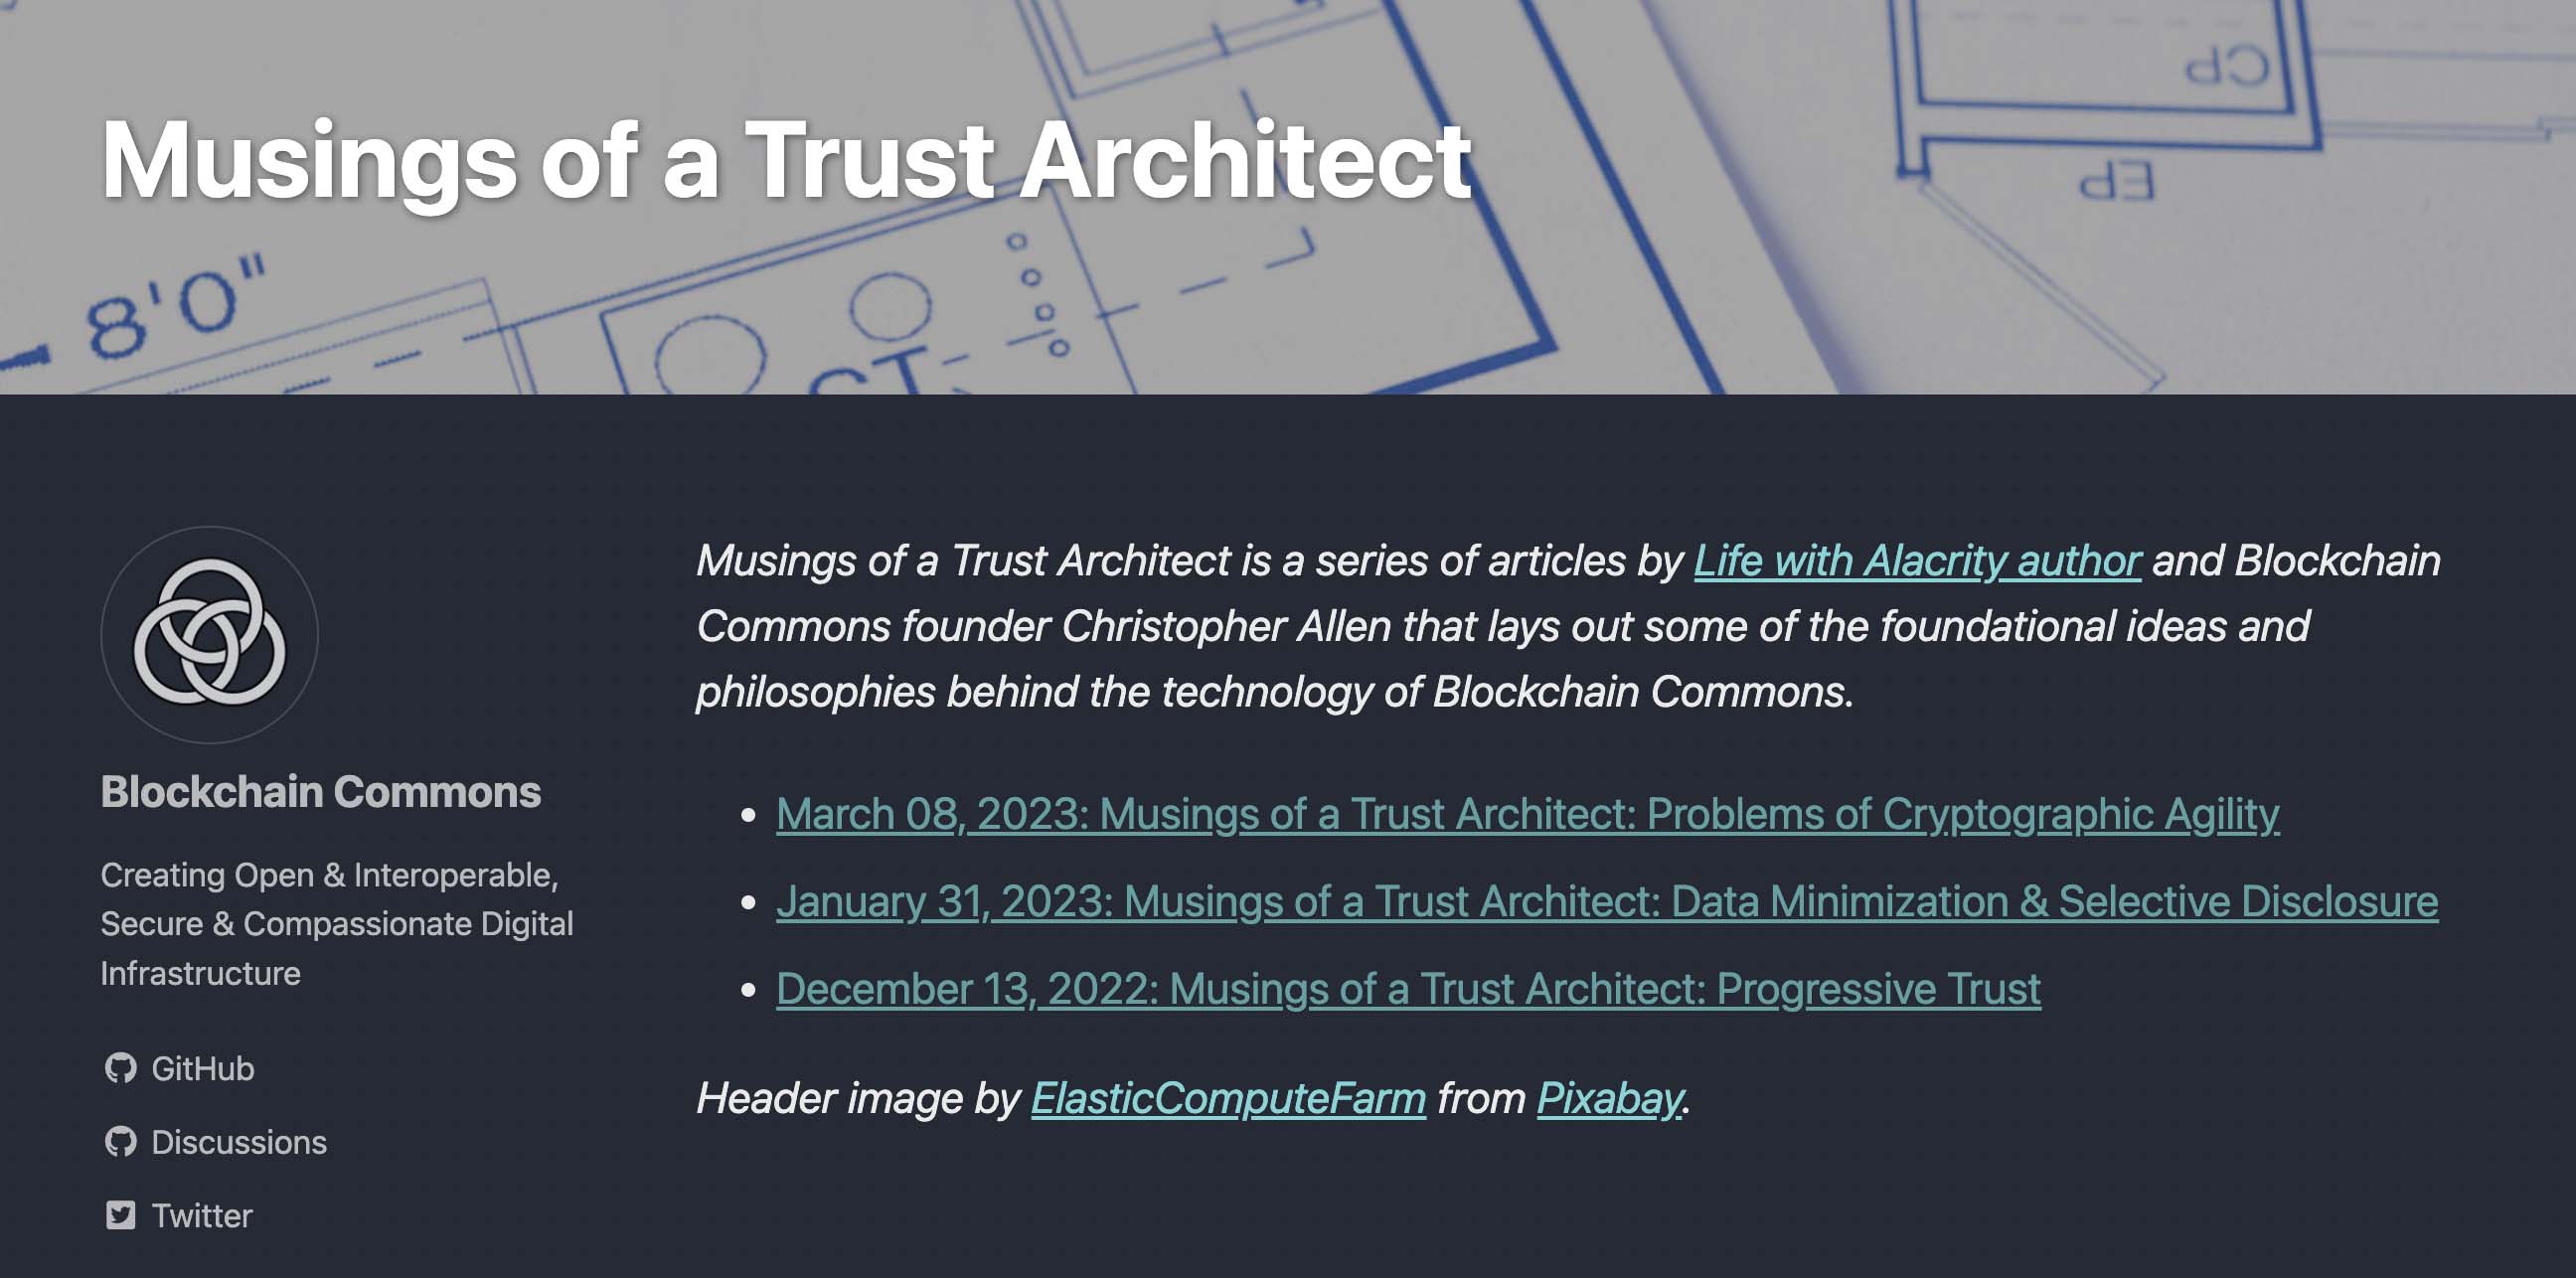 Musings of a Trust Architect
8'0"
CT
CP
EP
Musings of a Trust Architect is a series of articles by Life with Alacrity author and Blockchain
Commons founder Christopher Allen that lays out some of the foundational ideas and
philosophies behind the technology of Blockchain Commons.
Blockchain Commons
Creating Open & Interoperable,
Secure & Compassionate Digital
Infrastructure
GitHub
Discussions
Twitter
• March 08, 2023: Musings of a Trust Architect: Problems of Cryptographic Agility
• January 31, 2023: Musings of a Trust Architect: Data Minimization & Selective Disclosure
• December 13, 2022: Musings of a Trust Architect: Progressive Trust
Header image by ElasticComputeFarm from Pixabay.